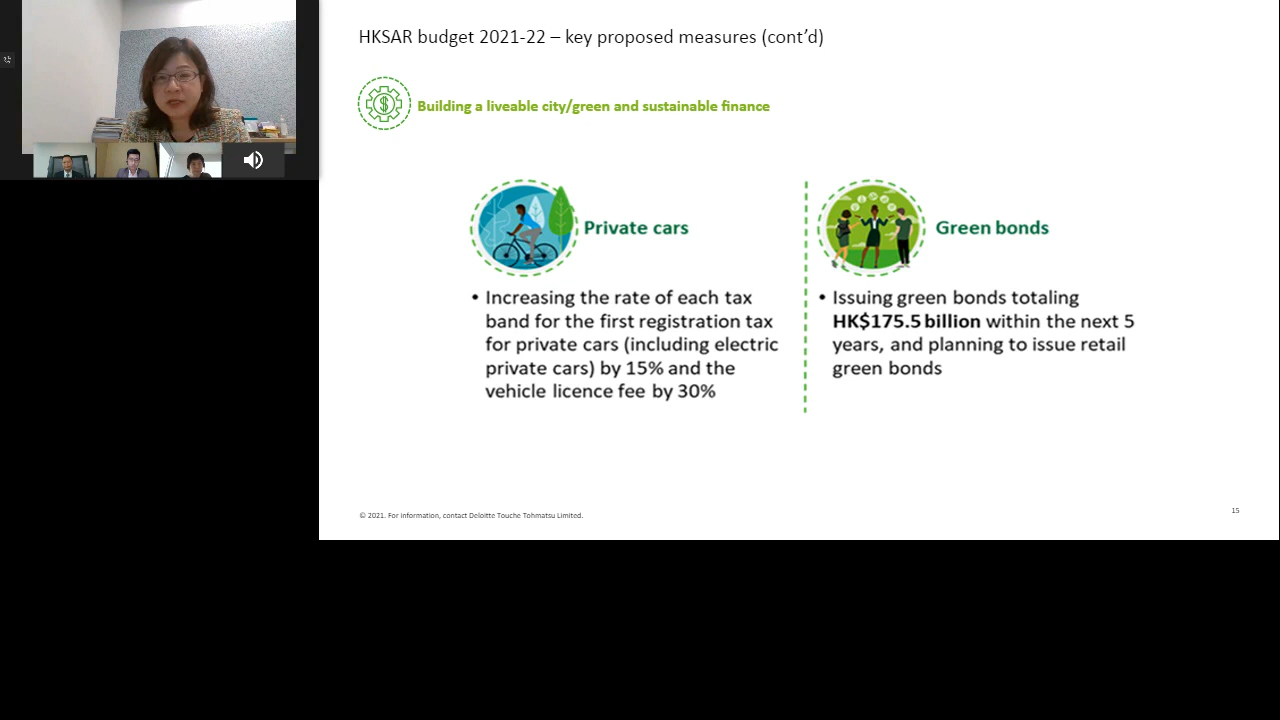 HKSAR budget 2021-22 – key proposed measures (cont’d)
Building a liveable city/green and sustainable finance
Private cars
• Increasing the rate of each tax
band for the first registration tax
for private cars (including electric
private cars) by 15% and the
vehicle licence fee by 30%
Green bonds
• Issuing green bonds totaling
HK$175.5 billion within the next 5
years, and planning to issue retail
green bonds
© 2021. For information, contact Deloitte Touche Tohmatsu Limited.
15